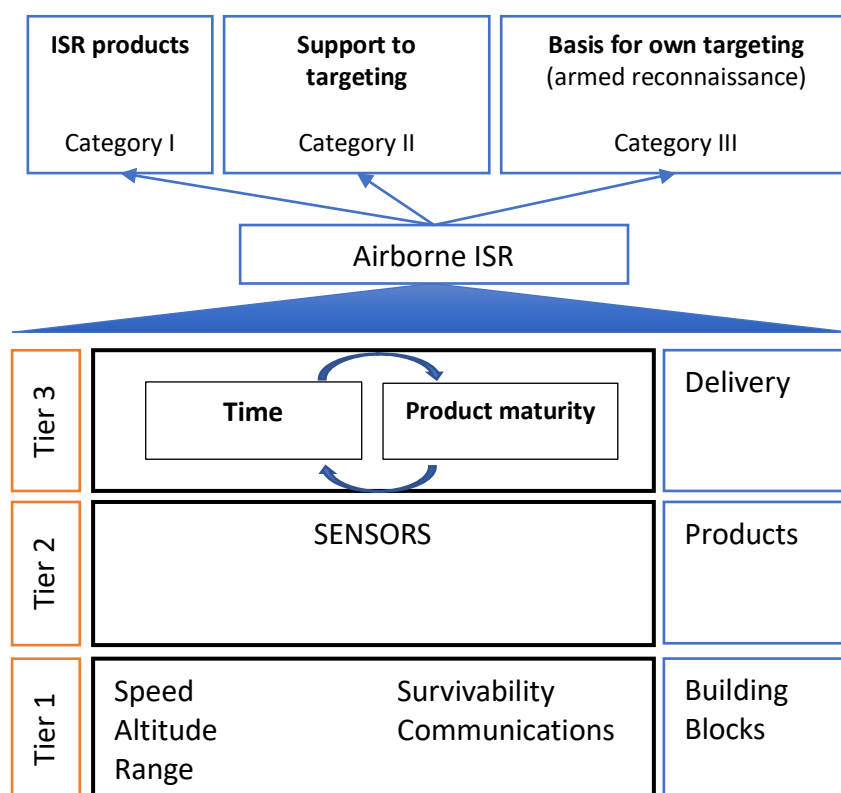 ISR products
Category I
Support to
targeting
Category II
Basis for own targeting
(armed reconnaissance)
Category III
Airborne ISR
Tier 3
Time
Product maturity
Delivery
Tier 2
SENSORS
Products
Tier 1
Speed
Altitude
Range
Survivability
Communications
Building
Blocks